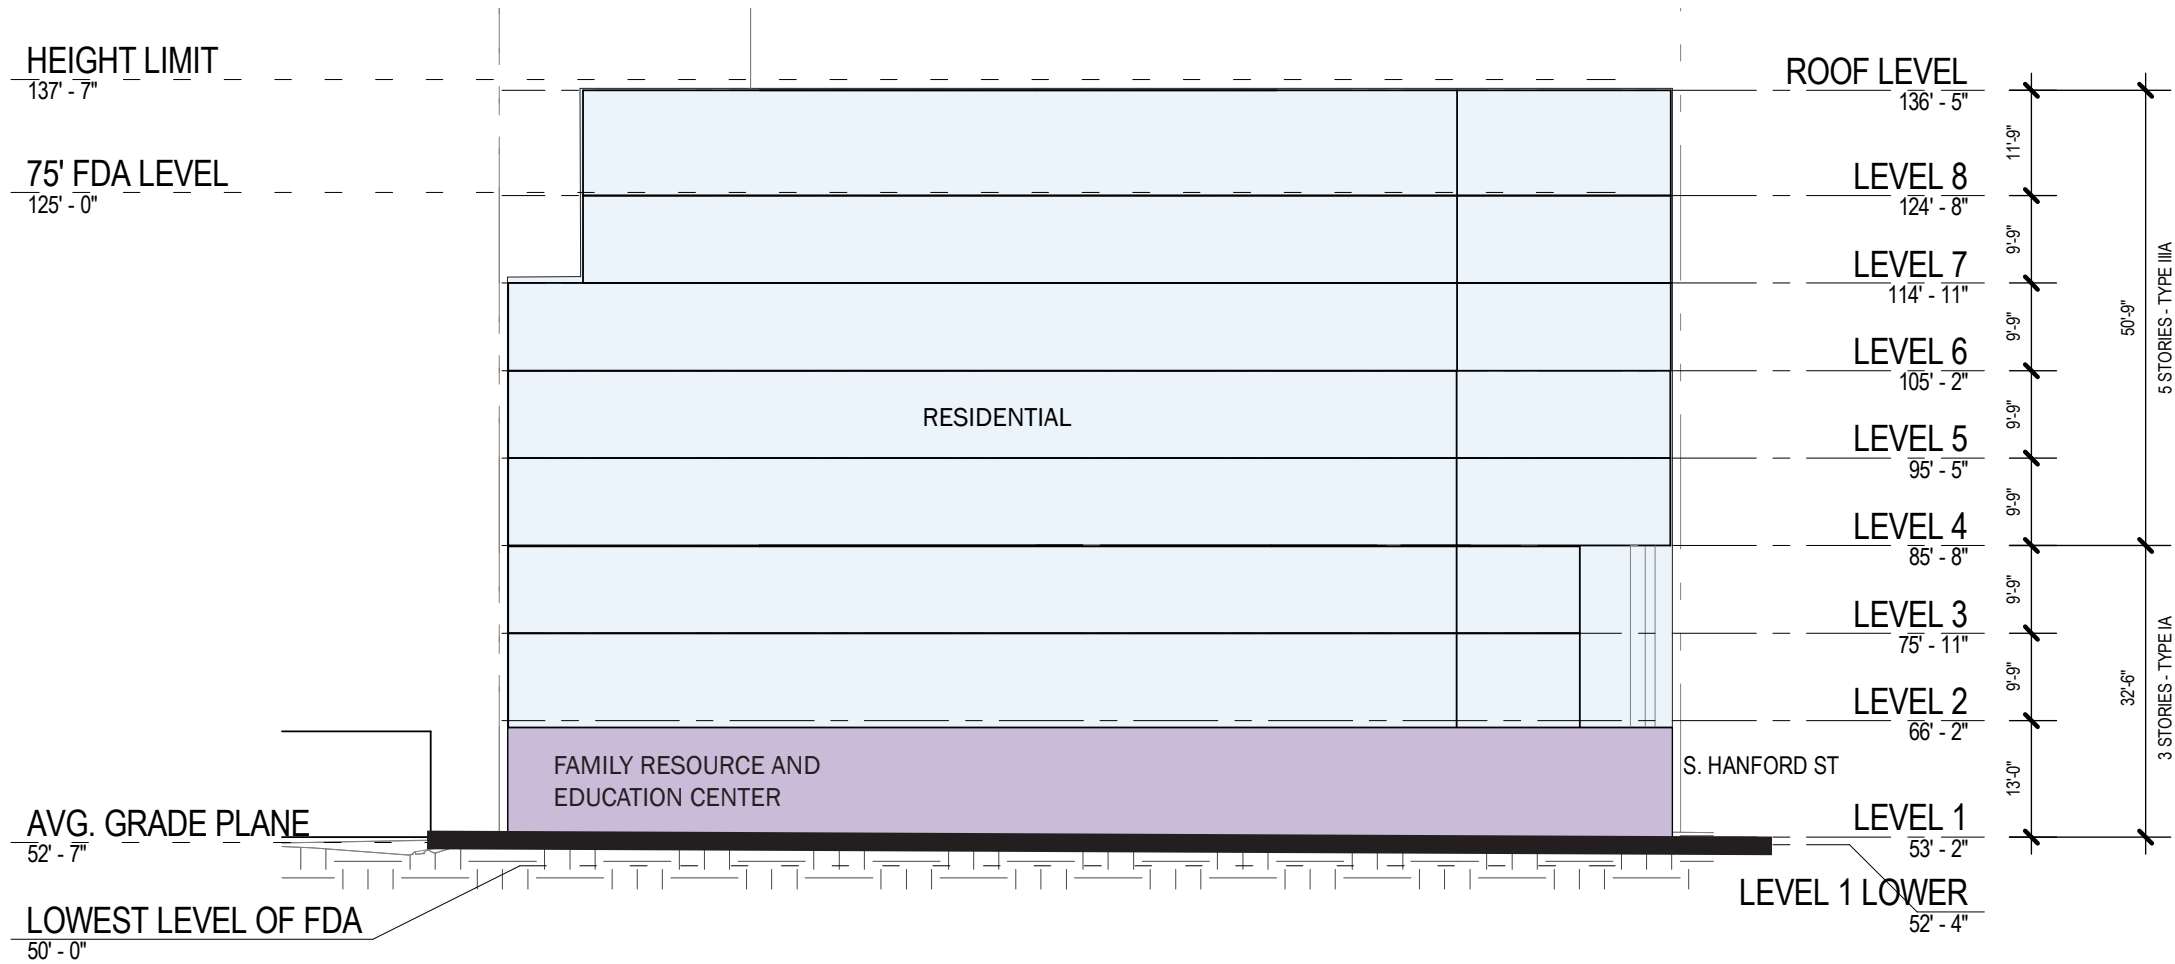 HEIGHT LIMIT
137' - 7"
75' FDA LEVEL
125' - 0"
AVG. GRADE PLANE
52' - 7"
LOWEST LEVEL OF FDA
50' - 0"
RESIDENTIAL
FAMILY RESOURCE AND
EDUCATION CENTER
S. HANFORD ST
ROOF LEVEL
136' - 5"
LEVEL 8
124' - 8"
LEVEL 7
114' - 11"
LEVEL 6
105' - 2"
LEVEL 5
95' - 5"
LEVEL 4
85' - 8"
LEVEL 3
75' - 11"
LEVEL 2
66' - 2"
LEVEL 1
53' - 2"
LEVEL 1 LOWER
52' - 4"
11'-9"
9'-9"
9'-9"
9'-9"
9'-9"
9'-9"
9'-9"
13'-0"
50'-9"
32'-6"
5 STORIES - TYPE IIIA
3 STORIES - TYPE IA